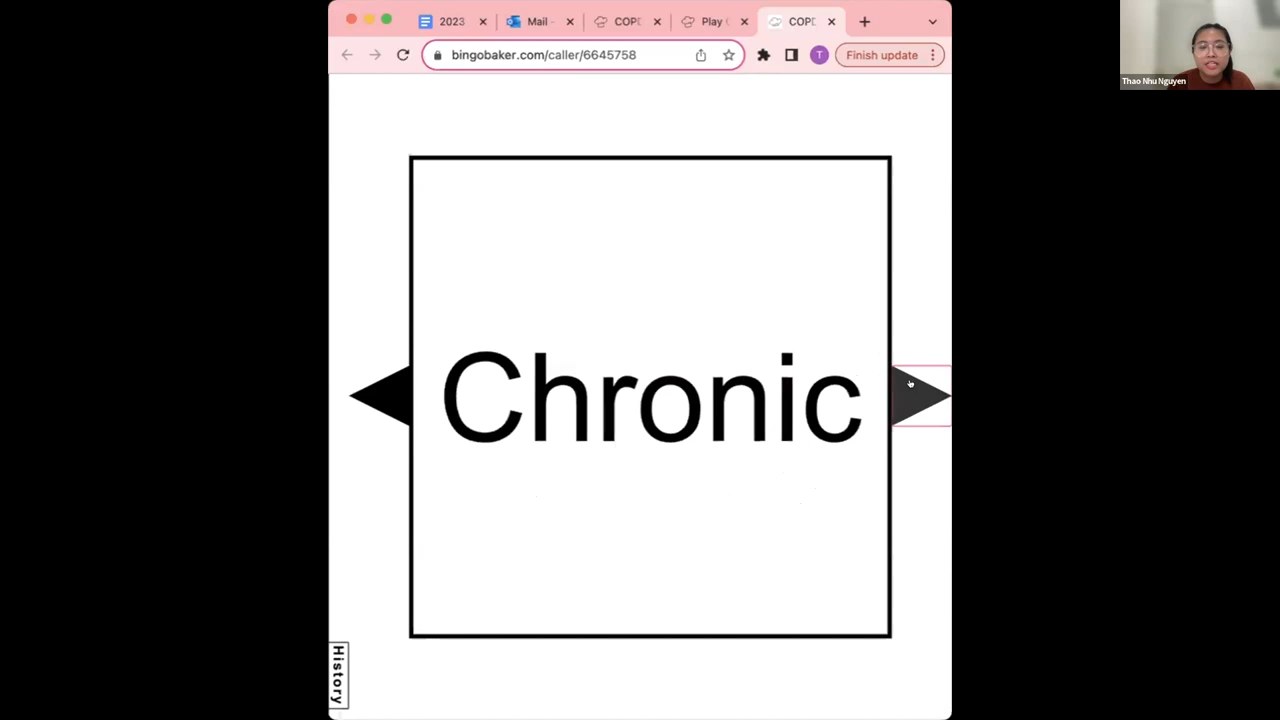 2023
Mail -
COPD
Play
COPD
bingobaker.com/caller/6645758
T
Finish update
Thao Nhu Nguyen
Chronic
History